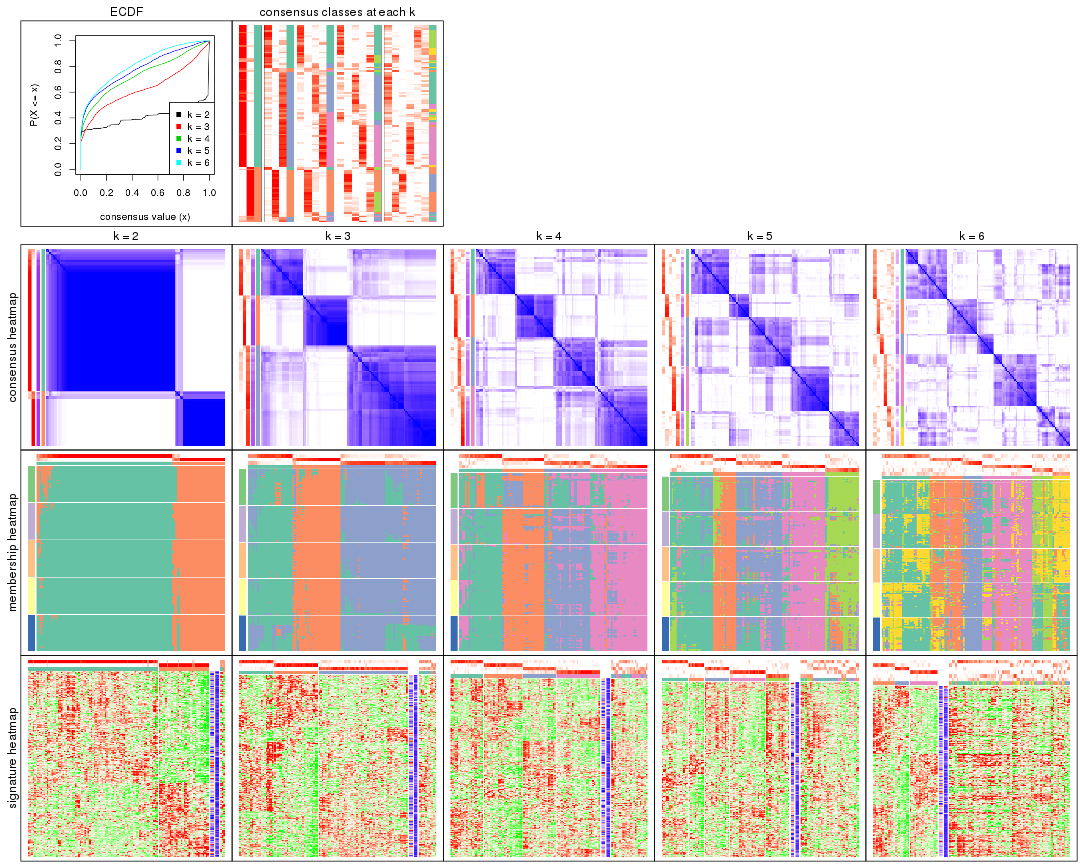 ECDF
consensus classes at each k
P(X <= x)
1.0
0.8
0.6
0.4
0.2
0.0
k = 2
k = 3
k = 4
k = 5
k = 6
0.0 0.2 0.4 0.6 0.8 1.0
consensus value (x)
k = 2 k = 3 k = 4 k = 5 k = 6
consensus heatmap
membership heatmap
signature heatmap